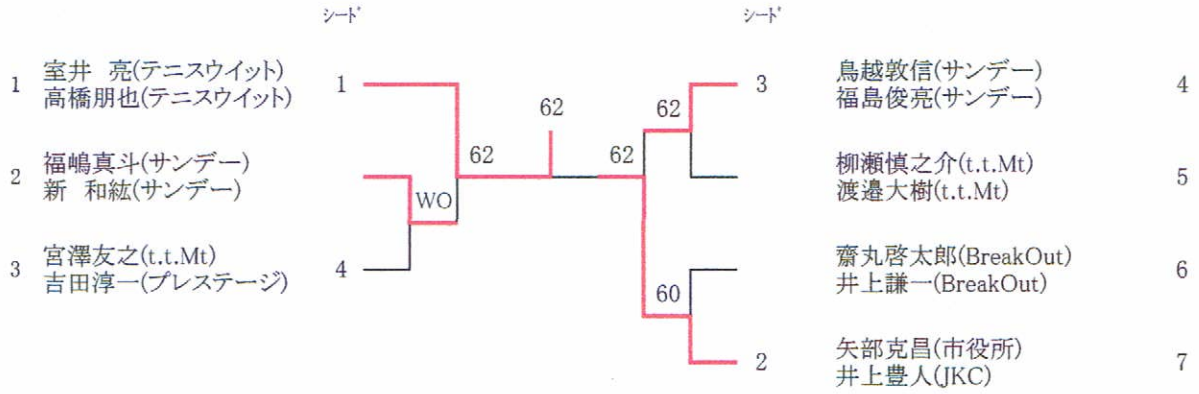 シード シード
1 室井 亮(テニスウイット) 1
高橋朋也(テニスウイット)
2 福嶋真斗(サンデー)
新 和紘(サンデー)
3 宮澤友之(t.t.Mt) 4
吉田淳一(プレステージ)
62
WO
62
62
62
60
3 鳥越敦信(サンデー) 4
福島俊亮(サンデー)
柳瀬慎之介(t.t.Mt) 5
渡邉大樹(t.t.Mt)
齋丸啓太郎(BreakOut) 6
井上謙一(BreakOut)
2 矢部克昌(市役所) 7
井上豊人(JKC)